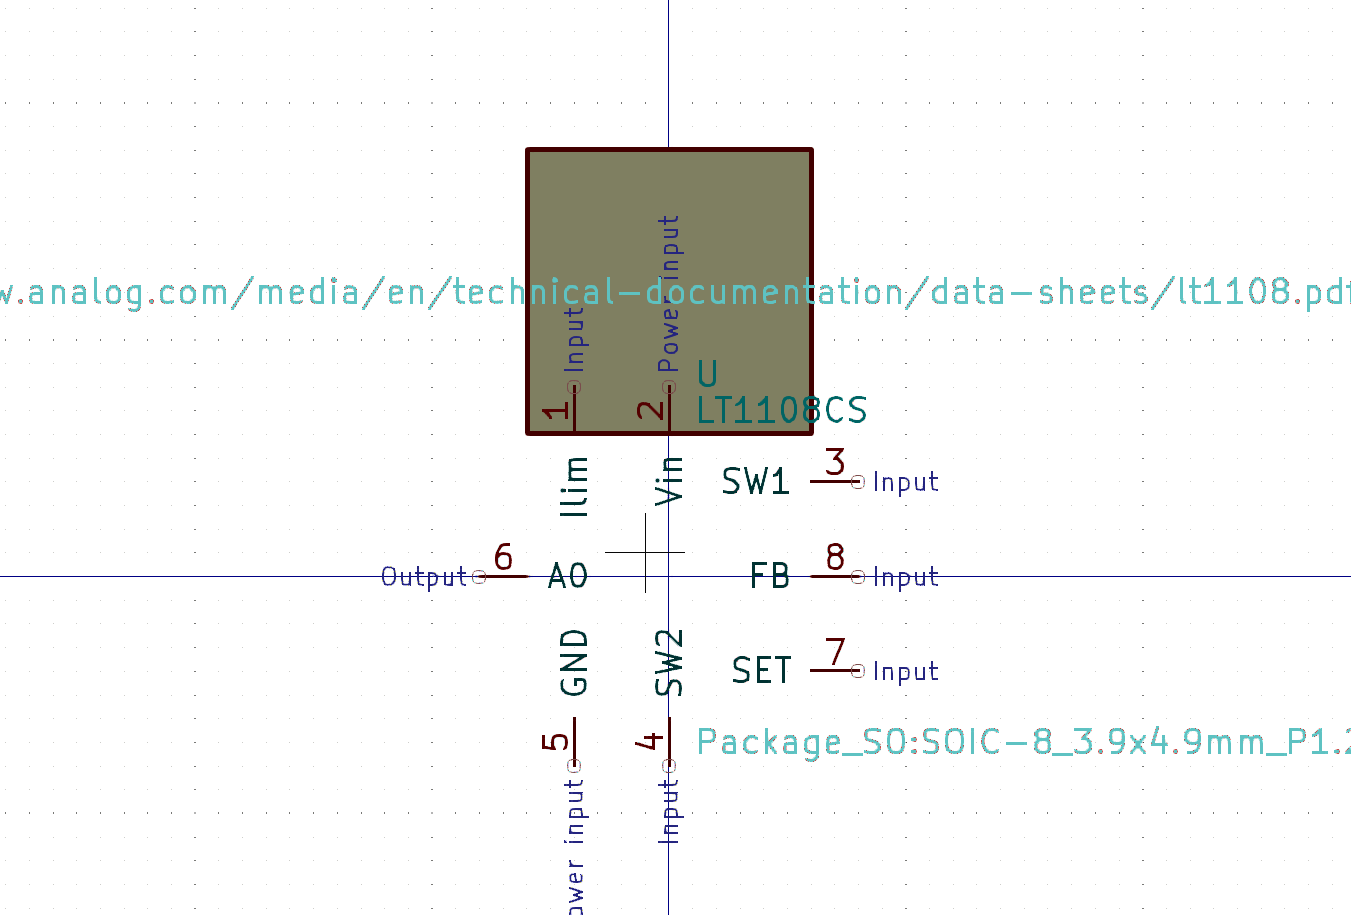 Power input
w.analog.com/media/en/technical-documentation/data-sheets/lt1108.pdf
Input
U
1
2
LT1108CS
Ilim
Vin
SW1
3
Input
Output
6
AO
FB
8
Input
GND
SW2
SET
7
Input
5
4
Package_SO:SOIC-8_3.9x4.9mm_P1.2
Power input
Input